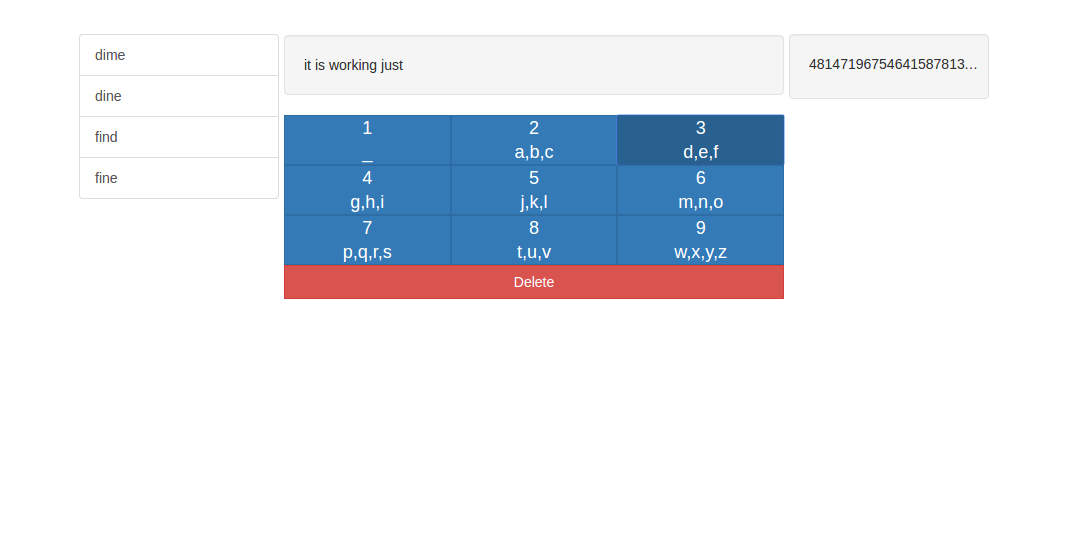 dime
dine
find
fine
it is working just
48147196754641587813…
1
_
2
a,b,c
3
d,e,f
4
g,h,i
5
j,k,l
6
m,n,o
7
p,q,r,s
8
t,u,v
9
w,x,y,z
Delete